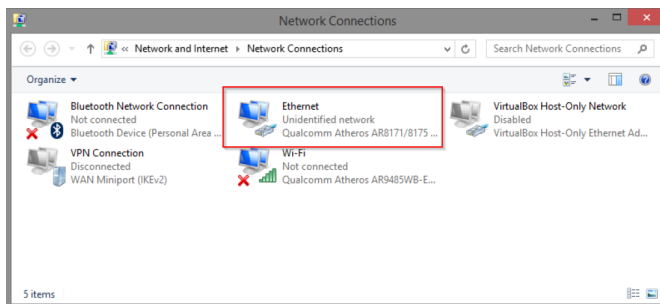 Network Connections
« Network and Internet ▸ Network Connections
Search Network Connections
Organize ▾
Bluetooth Network Connection
Not connected
Bluetooth Device (Personal Area ...
Ethernet
Unidentified network
Qualcomm Atheros AR8171/8175 ...
VirtualBox Host-Only Network
Disabled
VirtualBox Host-Only Ethernet Ad...
VPN Connection
Disconnected
WAN Miniport (IKEv2)
Wi-Fi
Not connected
Qualcomm Atheros AR9485WB-E...
5 items